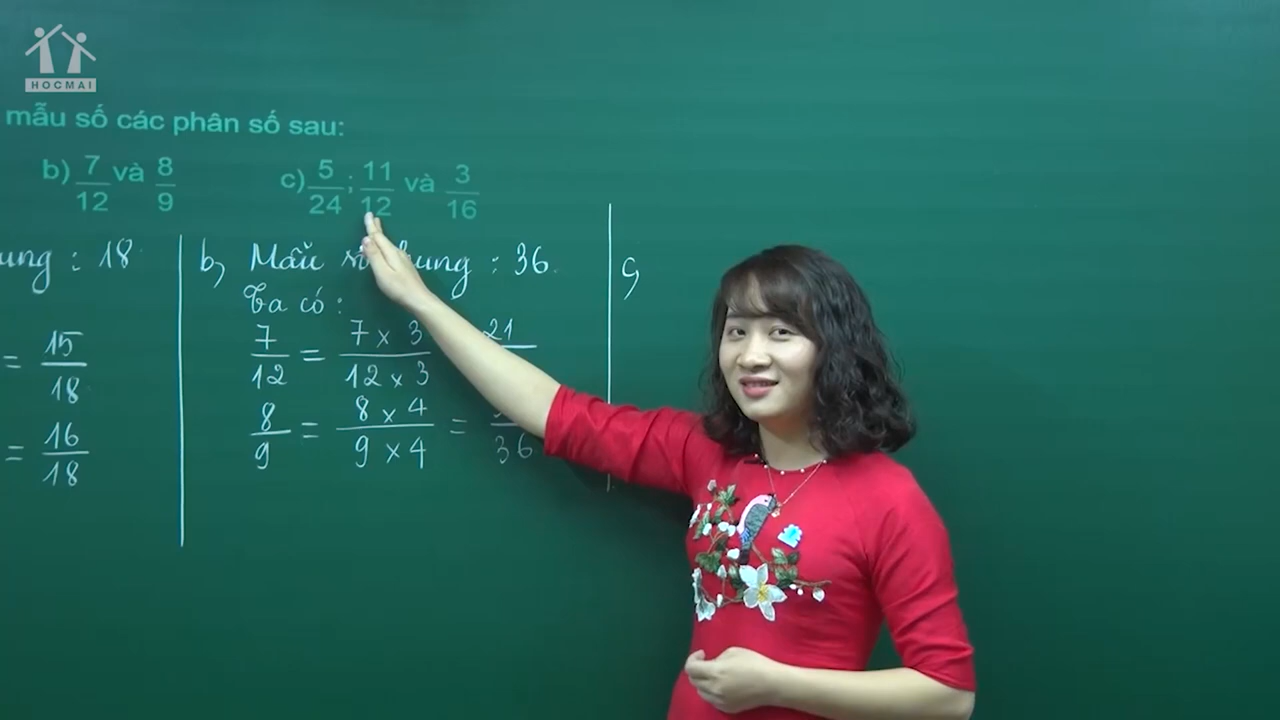 HOCMAI
mẫu số các phân số sau:
b) 7/12 và 8/9
c) 5/24 ; 11/12 và 3/16
ung : 18
= 15/18
= 16/18
b, Mẫu số chung : 36.
Ta có :
7/12 = 7 x 3 / 12 x 3 21
8/9 = 8 x 4 / 9 x 4 = 36
c,